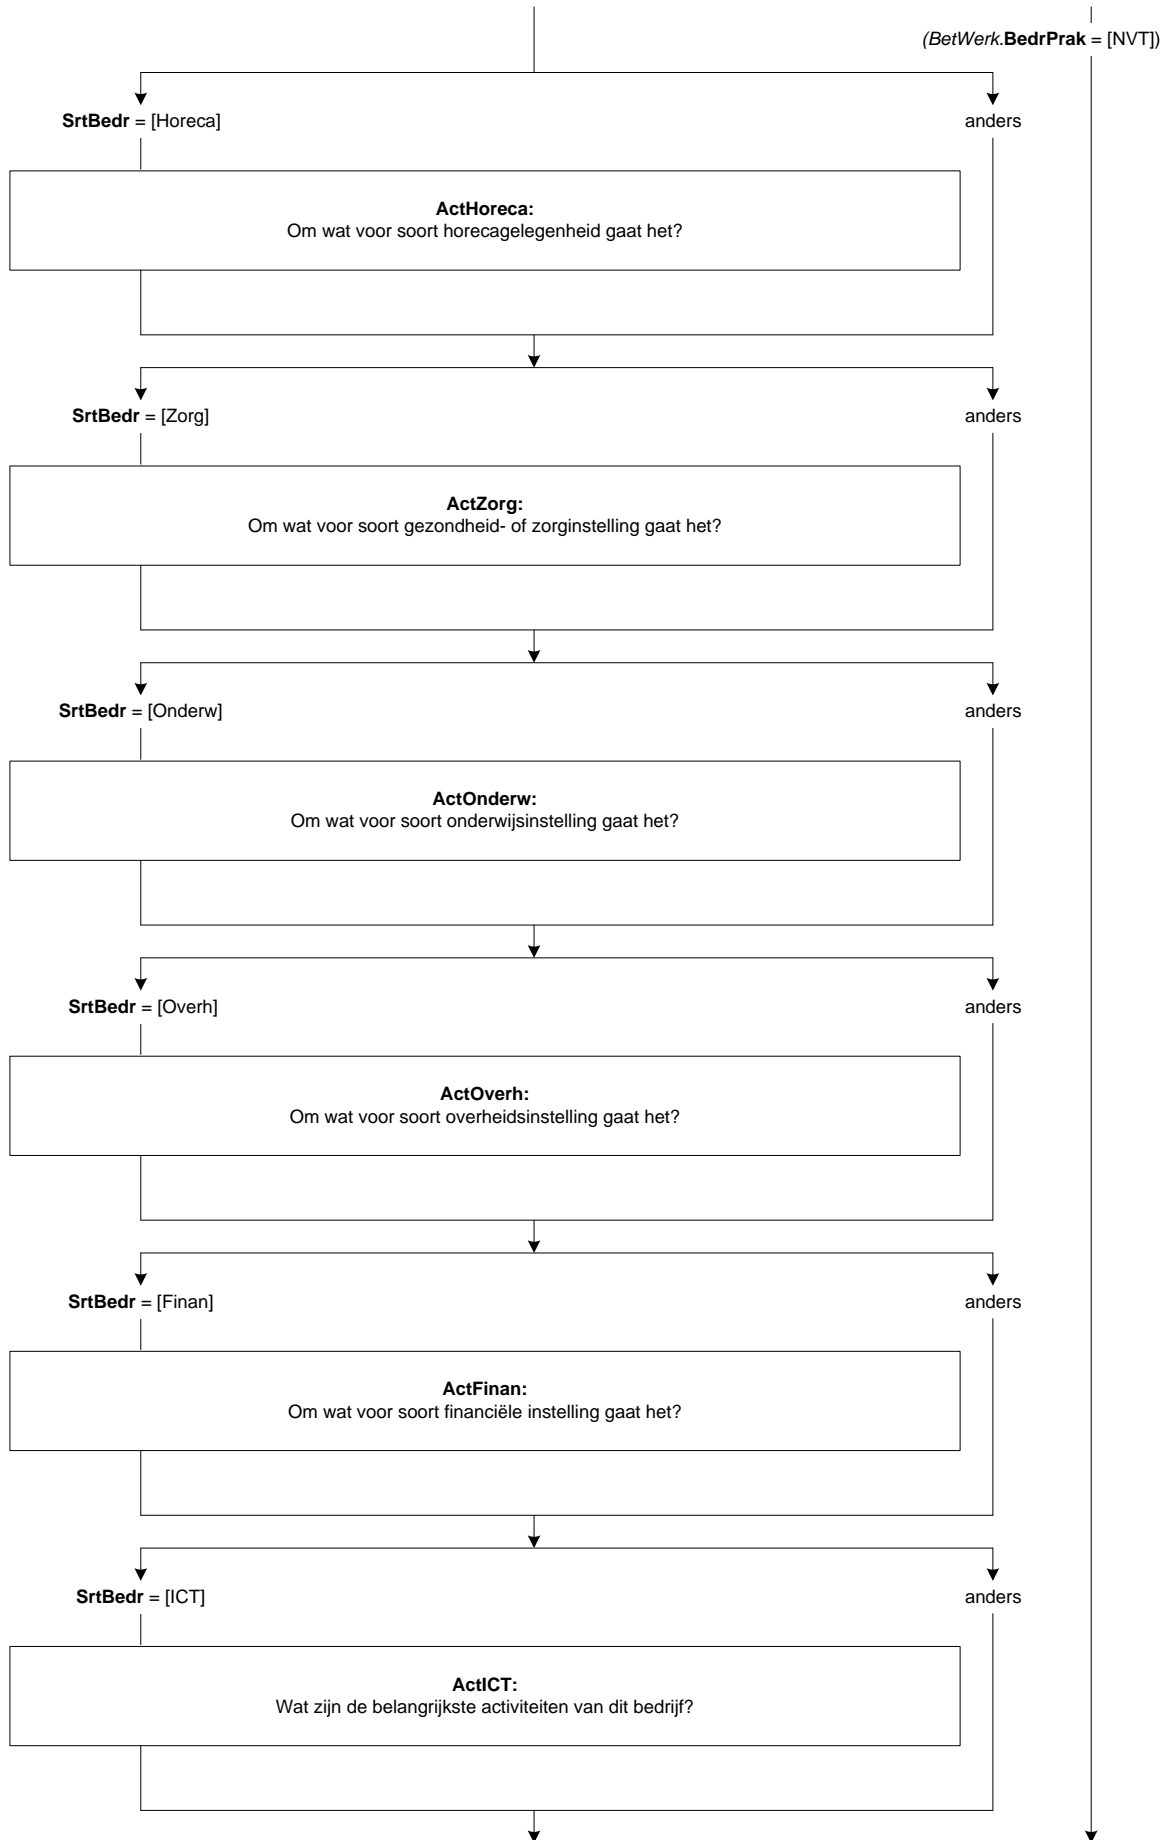 (BetWerk.BedrPrak = [NVT])
SrtBedr = [Horeca]
anders
ActHoreca:
Om wat voor soort horecagelegenheid gaat het?
SrtBedr = [Zorg]
anders
ActZorg:
Om wat voor soort gezondheid- of zorginstelling gaat het?
SrtBedr = [Onderw]
anders
ActOnderw:
Om wat voor soort onderwijsinstelling gaat het?
SrtBedr = [Overh]
anders
ActOverh:
Om wat voor soort overheidsinstelling gaat het?
SrtBedr = [Finan]
anders
ActFinan:
Om wat voor soort financiële instelling gaat het?
SrtBedr = [ICT]
anders
ActICT:
Wat zijn de belangrijkste activiteiten van dit bedrijf?